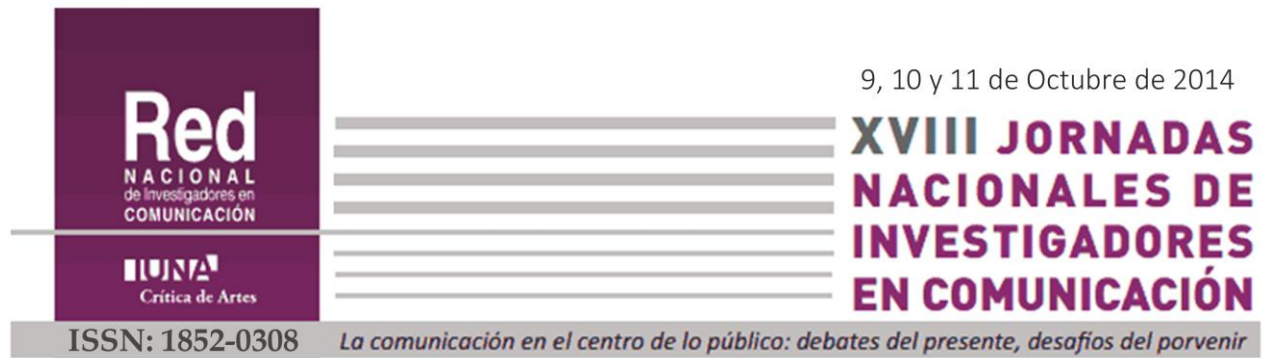 Red
NACIONAL
de Investigadores en
COMUNICACIÓN
IUNA
Crítica de Artes
9, 10 y 11 de Octubre de 2014
XVIII JORNADAS
NACIONALES DE
INVESTIGADORES
EN COMUNICACIÓN
ISSN: 1852-0308
La comunicación en el centro de lo público: debates del presente, desafíos del porvenir